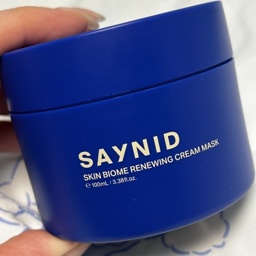 SAYNID
SKIN BIOME RENEWING CREAM MASK
℮ 100mL / 3.38fl.oz.